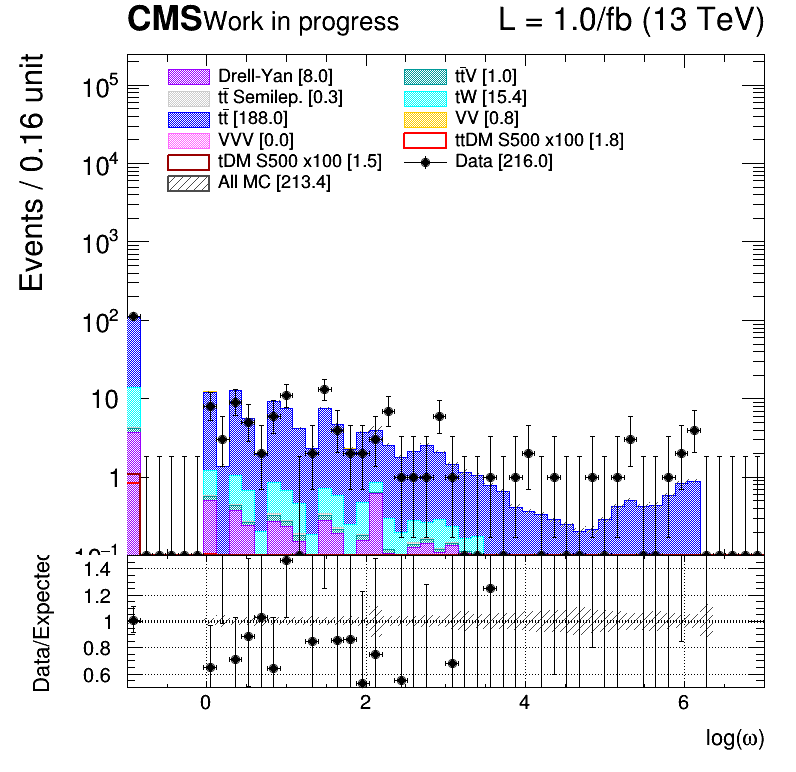 CMS Work in progress L = 1.0/fb (13 TeV)
Events / 0.16 unit
Drell-Yan [8.0] tt̄V [1.0]
tt̄ Semilep. [0.3] tW [15.4]
tt̄ [188.0] VV [0.8]
VVV [0.0] ttDM S500 x100 [1.8]
tDM S500 x100 [1.5] Data [216.0]
All MC [213.4]
10⁵
10⁴
10³
10²
10
1
10⁻¹
Data/Expected
1.4
1.2
1
0.8
0.6
0 2 4 6
log(ω)